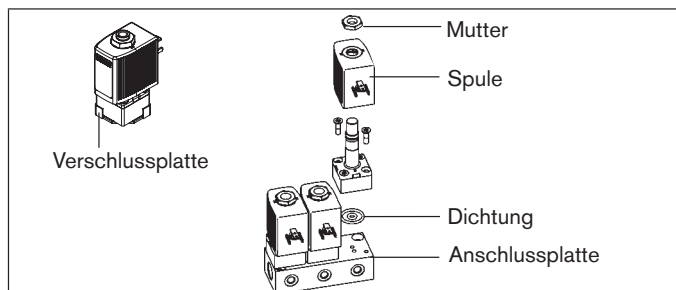 Mutter
Spule
Verschlussplatte
Dichtung
Anschlussplatte